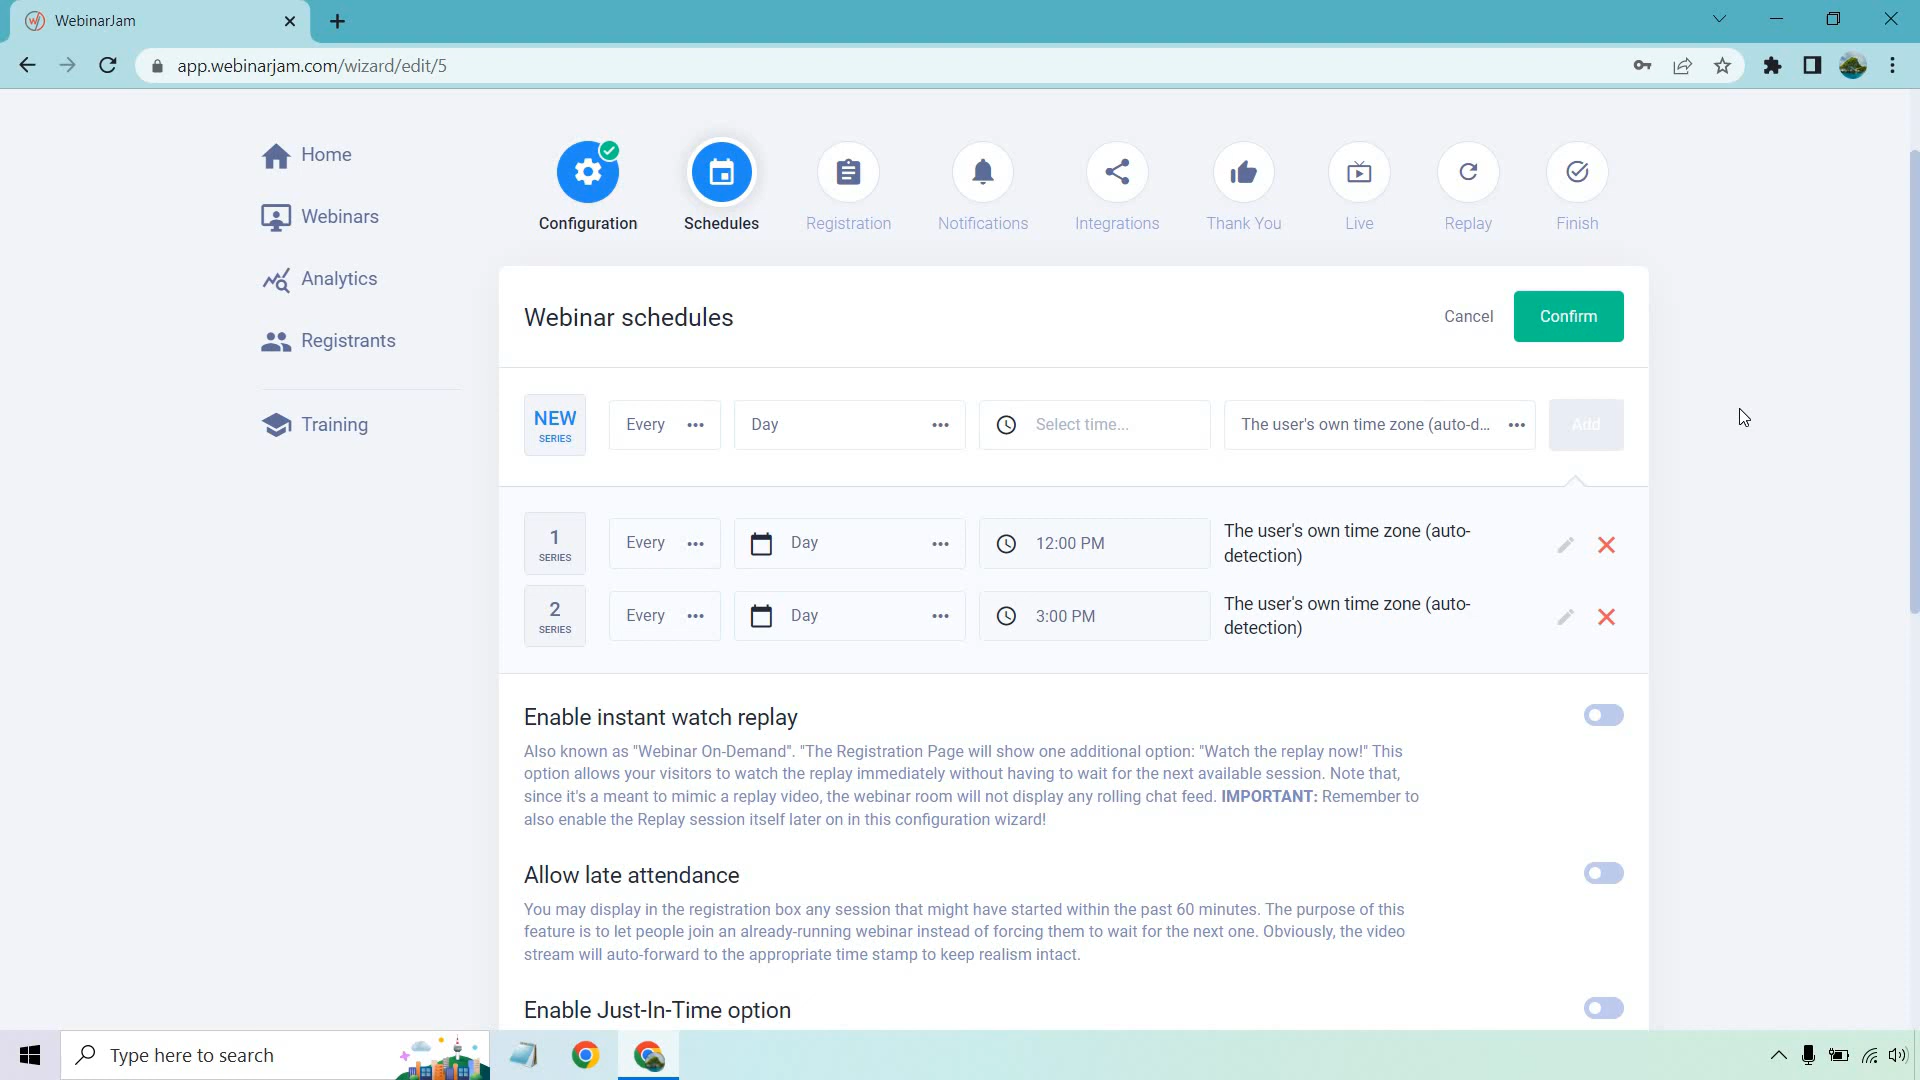 WebinarJam
app.webinarjam.com/wizard/edit/5
Home
Webinars
Analytics
Registrants
Training
Configuration
Schedules
Registration
Notifications
Integrations
Thank You
Live
Replay
Finish
Webinar schedules
Cancel
Confirm
NEW
SERIES
Every
Day
Select time...
The user's own time zone (auto-d...
Add
1
SERIES
Every
Day
12:00 PM
The user's own time zone (auto-
detection)
2
SERIES
Every
Day
3:00 PM
The user's own time zone (auto-
detection)
Enable instant watch replay
Also known as "Webinar On-Demand". "The Registration Page will show one additional option: "Watch the replay now!" This
option allows your visitors to watch the replay immediately without having to wait for the next available session. Note that,
since it's a meant to mimic a replay video, the webinar room will not display any rolling chat feed. IMPORTANT: Remember to
also enable the Replay session itself later on in this configuration wizard!
Allow late attendance
You may display in the registration box any session that might have started within the past 60 minutes. The purpose of this
feature is to let people join an already-running webinar instead of forcing them to wait for the next one. Obviously, the video
stream will auto-forward to the appropriate time stamp to keep realism intact.
Enable Just-In-Time option
Type here to search